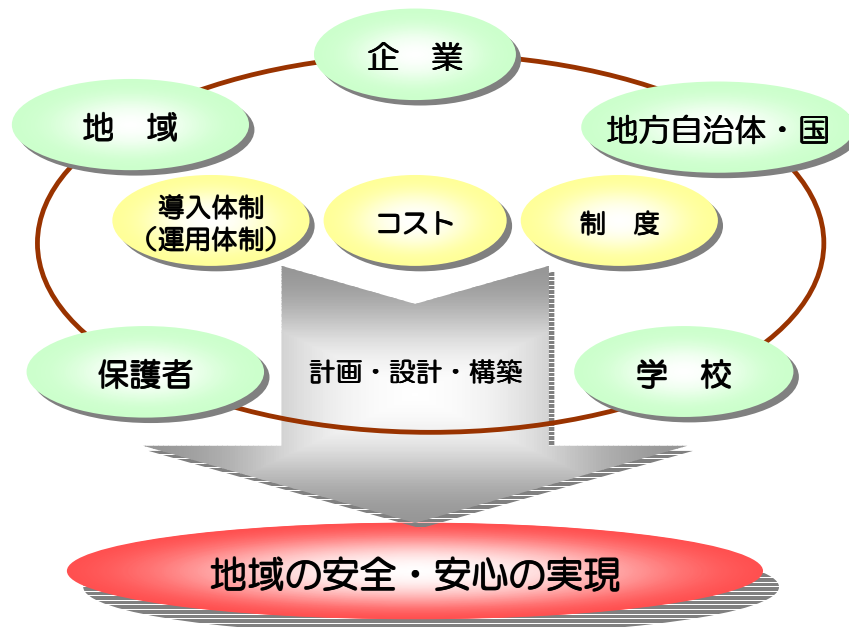 企　業
地　域
地方自治体・国
導入体制
（運用体制）
コスト
制　度
保護者
計画・設計・構築
学　校
地域の安全・安心の実現